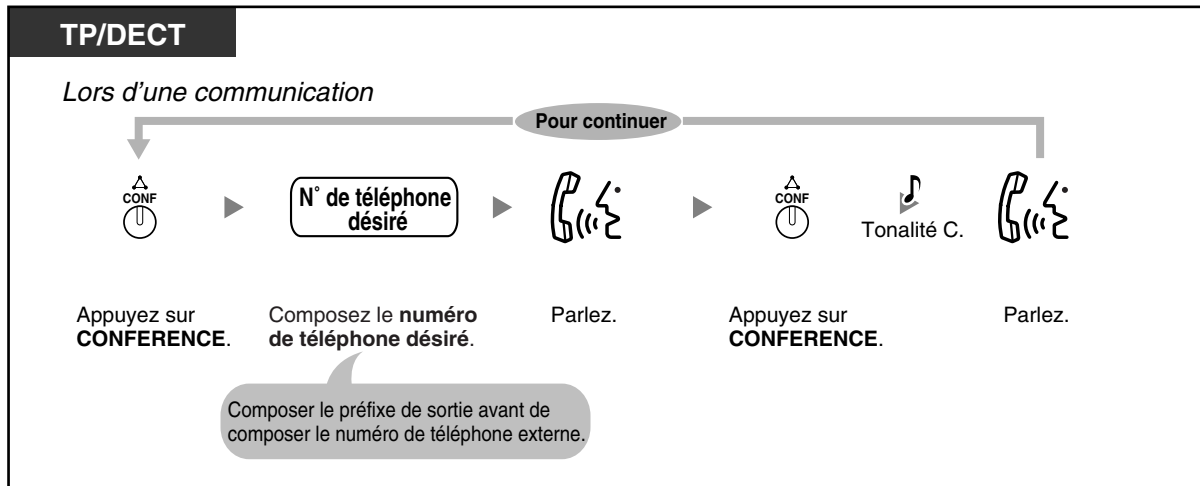 TP/DECT
Lors d'une communication
Pour continuer
CONF
N° de téléphone
désiré
CONF
Tonalité C.
Appuyez sur
CONFERENCE.
Composez le numéro
de téléphone désiré.
Parlez.
Appuyez sur
CONFERENCE.
Parlez.
Composer le préfixe de sortie avant de
composer le numéro de téléphone externe.